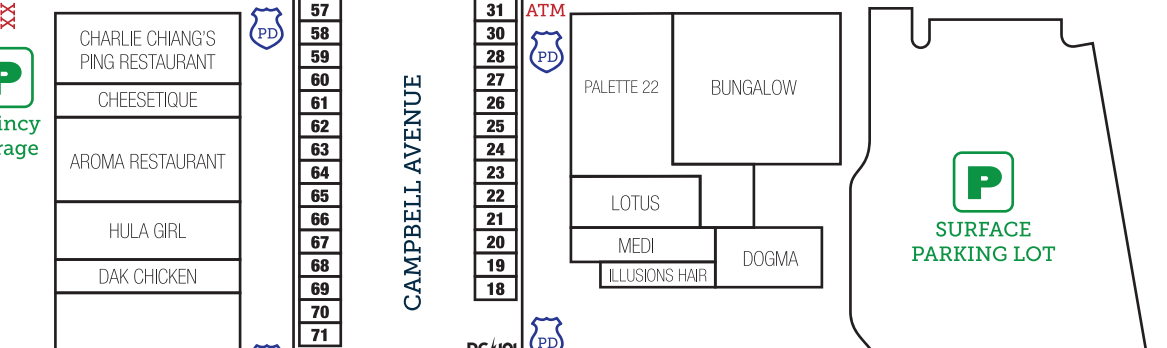 P
CHARLIE CHIANG'S
PING RESTAURANT
CHEESETIQUE
AROMA RESTAURANT
HULA GIRL
DAK CHICKEN
PD
57
58
59
60
61
62
63
64
65
66
67
68
69
70
71
CAMPBELL AVENUE
31
30
28
27
26
25
24
23
22
21
20
19
18
ATM
PD
PD
PALETTE 22
BUNGALOW
LOTUS
MEDI
ILLUSIONS HAIR
DOGMA
P
SURFACE
PARKING LOT